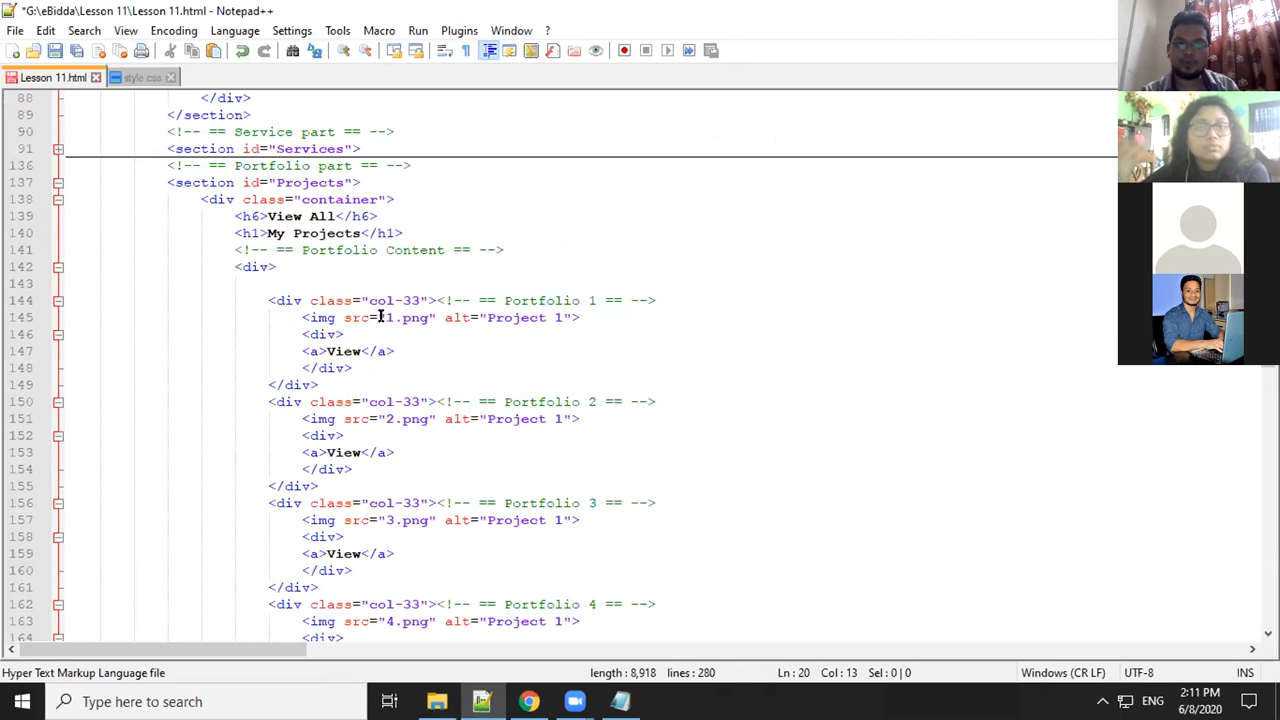 *G:\eBidda\Lesson 11\Lesson 11.html - Notepad++
File Edit Search View Encoding Language Settings Tools Macro Run Plugins Window ?
Lesson 11.html style.css
88 </div>
89 </section>
90 <!-- == Service part == -->
91 <section id="Services">
136 <!-- == Portfolio part == -->
137 <section id="Projects">
138 <div class="container">
139 <h6>View All</h6>
140 <h1>My Projects</h1>
141 <!-- == Portfolio Content == -->
142 <div>
143
144 <div class="col-33"><!-- == Portfolio 1 == -->
145 <img src="1.png" alt="Project 1">
146 <div>
147 <a>View</a>
148 </div>
149 </div>
150 <div class="col-33"><!-- == Portfolio 2 == -->
151 <img src="2.png" alt="Project 1">
152 <div>
153 <a>View</a>
154 </div>
155 </div>
156 <div class="col-33"><!-- == Portfolio 3 == -->
157 <img src="3.png" alt="Project 1">
158 <div>
159 <a>View</a>
160 </div>
161 </div>
162 <div class="col-33"><!-- == Portfolio 4 == -->
163 <img src="4.png" alt="Project 1">
164 <div>
Hyper Text Markup Language file length : 8,918 lines : 280 Ln : 20 Col : 13 Sel : 0 | 0 Windows (CR LF) UTF-8 INS
Type here to search ENG 2:11 PM
6/8/2020